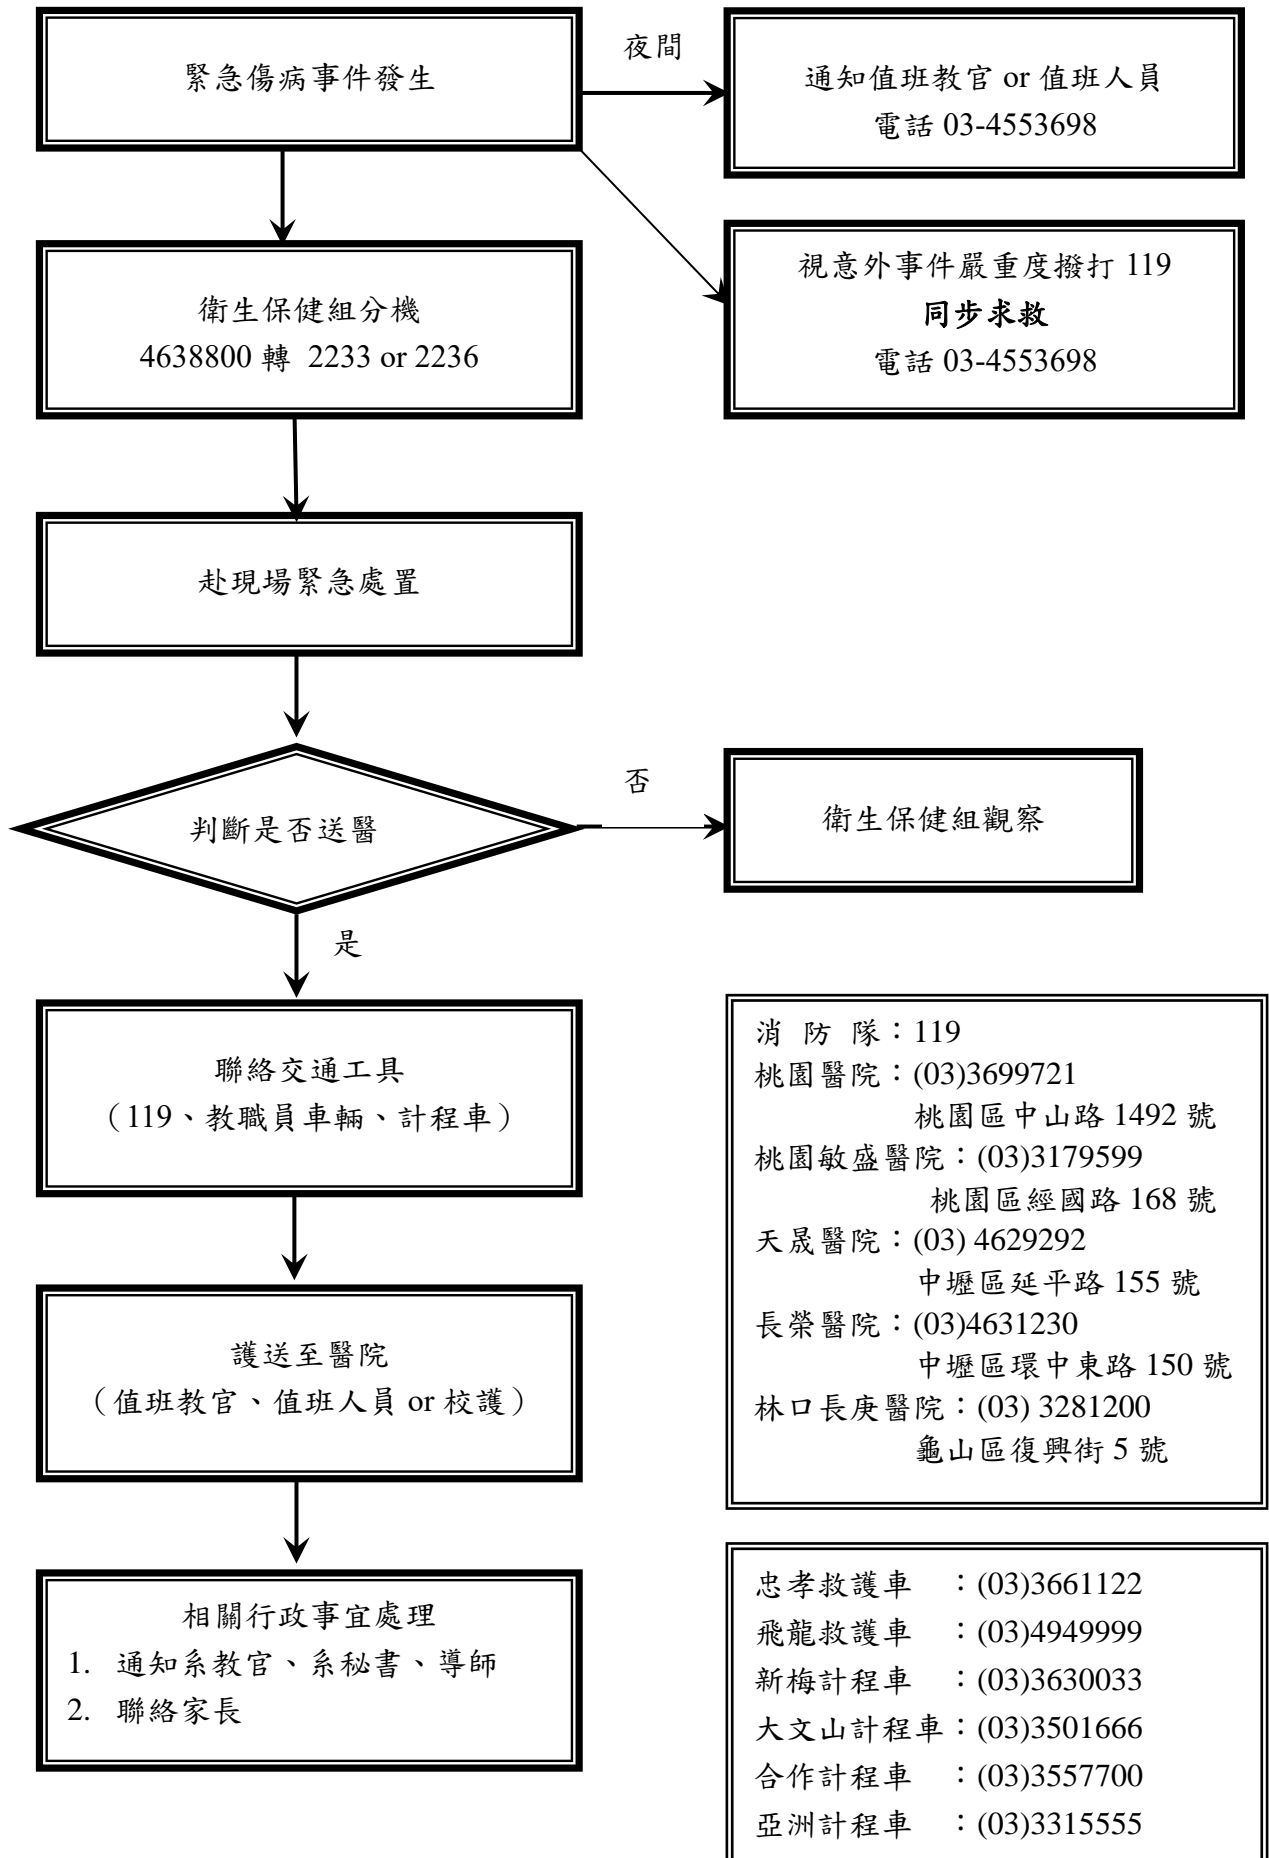 緊急傷病事件發生
夜間
通知值班教官 or 值班人員
電話 03-4553698
視意外事件嚴重度撥打 119
同步求救
電話 03-4553698
衛生保健組分機
4638800 轉 2233 or 2236
赴現場緊急處置
判斷是否送醫
否
衛生保健組觀察
是
聯絡交通工具
（119、教職員車輛、計程車）
護送至醫院
（值班教官、值班人員 or 校護）
相關行政事宜處理
1. 通知系教官、系秘書、導師
2. 聯絡家長
消 防 隊：119
桃園醫院：(03)3699721
桃園區中山路 1492 號
桃園敏盛醫院：(03)3179599
桃園區經國路 168 號
天晟醫院：(03) 4629292
中壢區延平路 155 號
長榮醫院：(03)4631230
中壢區環中東路 150 號
林口長庚醫院：(03) 3281200
龜山區復興街 5 號
忠孝救護車 ：(03)3661122
飛龍救護車 ：(03)4949999
新梅計程車 ：(03)3630033
大文山計程車：(03)3501666
合作計程車 ：(03)3557700
亞洲計程車 ：(03)3315555